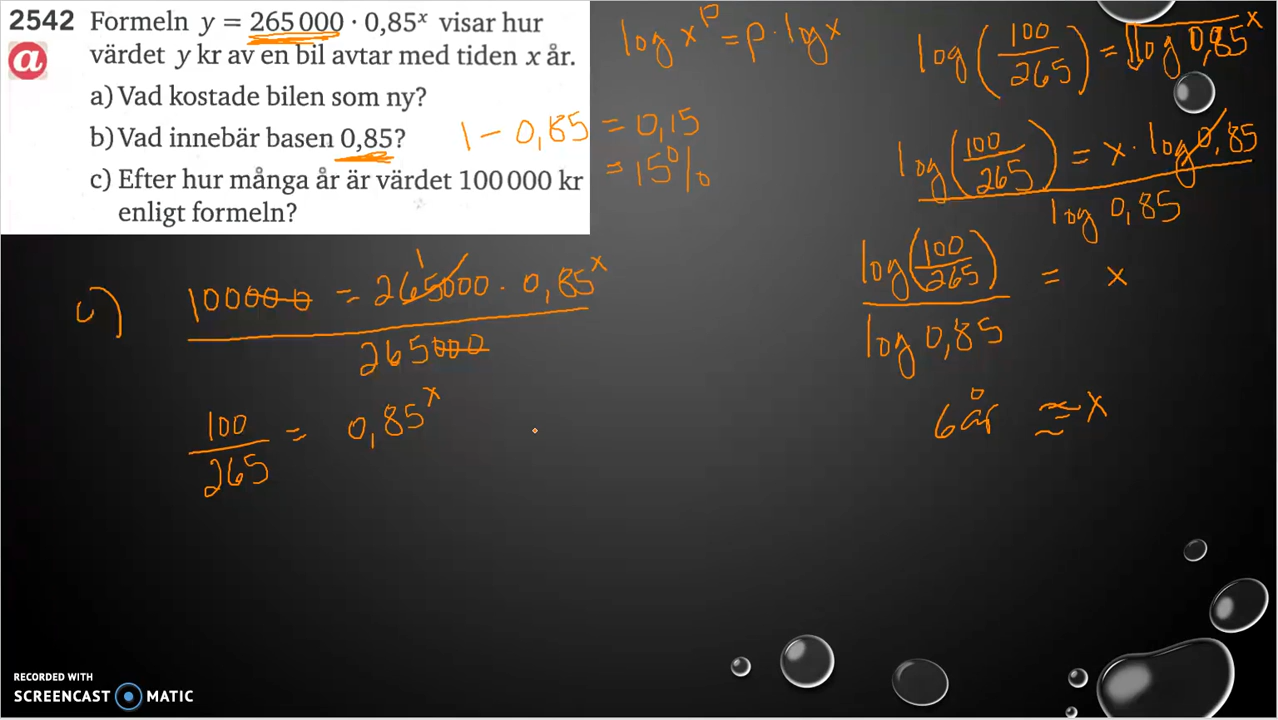 2542 Formeln y = 265 000 · 0,85^x visar hur
a värdet y kr av en bil avtar med tiden x år.
a) Vad kostade bilen som ny?
b) Vad innebär basen 0,85?
c) Efter hur många år är värdet 100 000 kr
enligt formeln?
1 - 0,85 = 0,15
= 15%
log x^p = p · log x
c) 100000 = 265000 · 0,85^x
265000
1
100/265 = 0,85^x
log(100/265) = log 0,85^x
log(100/265) = x · log 0,85
log 0,85
log(100/265) = x
log 0,85
6 år ≈ x
RECORDED WITH
SCREENCAST MATIC